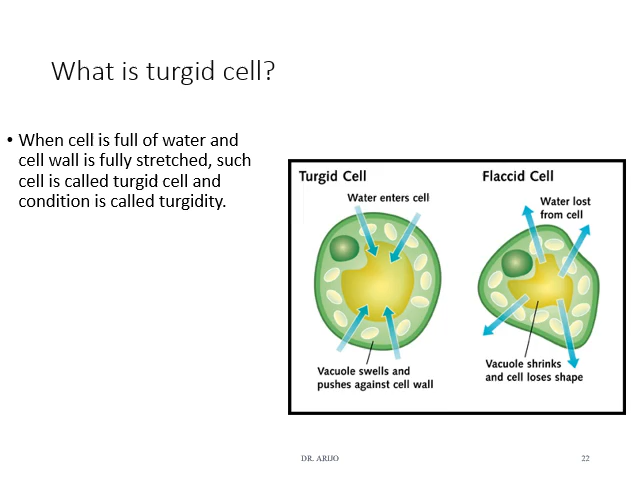 What is turgid cell?
• When cell is full of water and
cell wall is fully stretched, such
cell is called turgid cell and
condition is called turgidity.
Turgid Cell
Water enters cell
Vacuole swells and
pushes against cell wall
Flaccid Cell
Water lost
from cell
Vacuole shrinks
and cell loses shape
DR. ARIJO
22